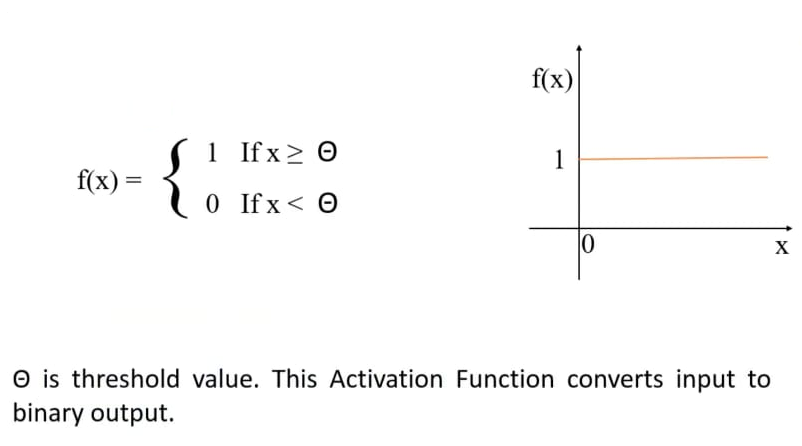 f(x) = { 1 If x ≥ Θ
0 If x < Θ
f(x)
1
0
x
Θ is threshold value. This Activation Function converts input to
binary output.